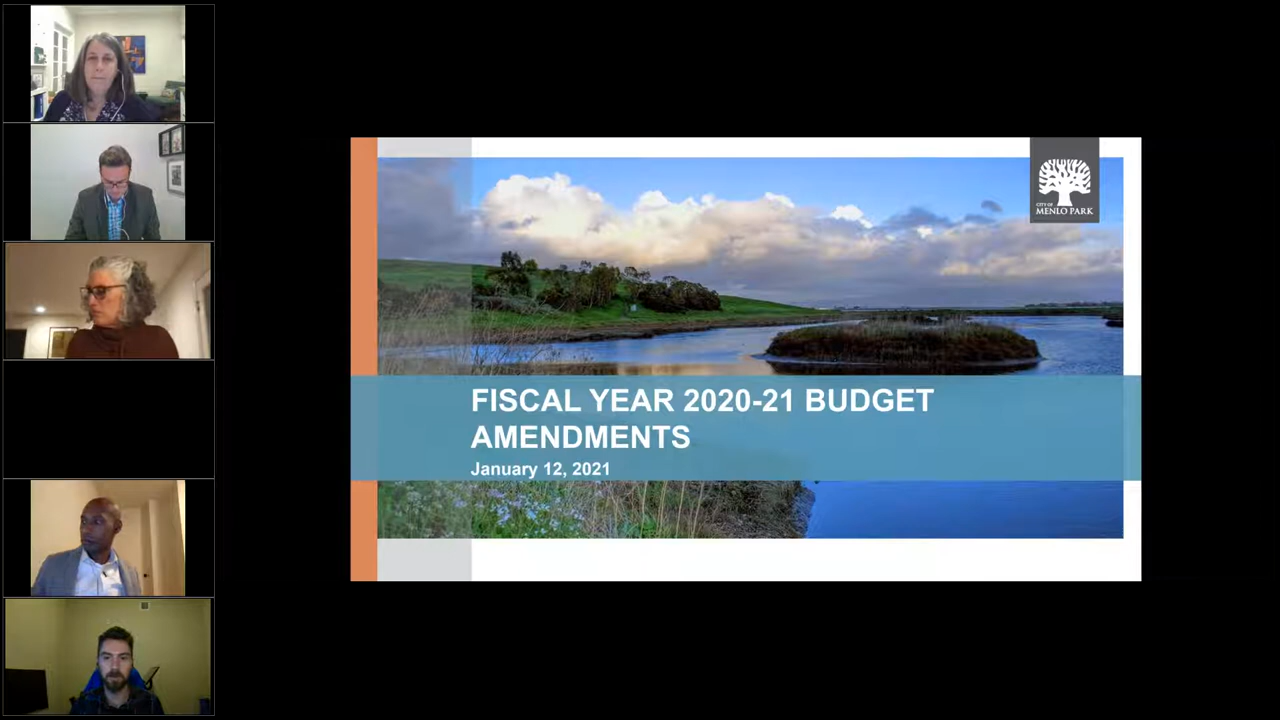 CITY OF
MENLO PARK
FISCAL YEAR 2020-21 BUDGET
AMENDMENTS
January 12, 2021